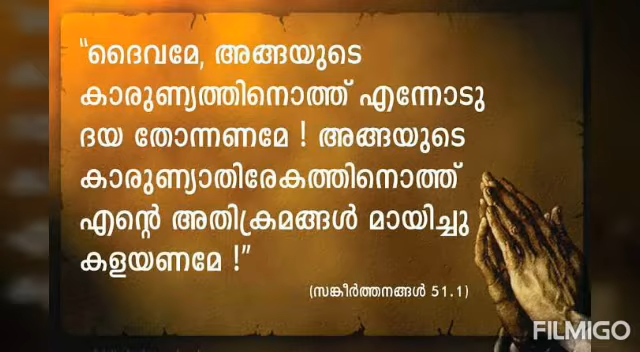 “ദൈവമേ, അങ്ങയുടെ
കാരുണ്യത്തിനൊത്ത് എന്നോടു
ദയ തോന്നണമേ ! അങ്ങയുടെ
കാരുണ്യാതിരേകത്തിനൊത്ത്
എന്റെ അതിക്രമങ്ങൾ മായിച്ചു
കളയണമേ !”
(സങ്കീർത്തനങ്ങൾ 51.1)
FILMIGO